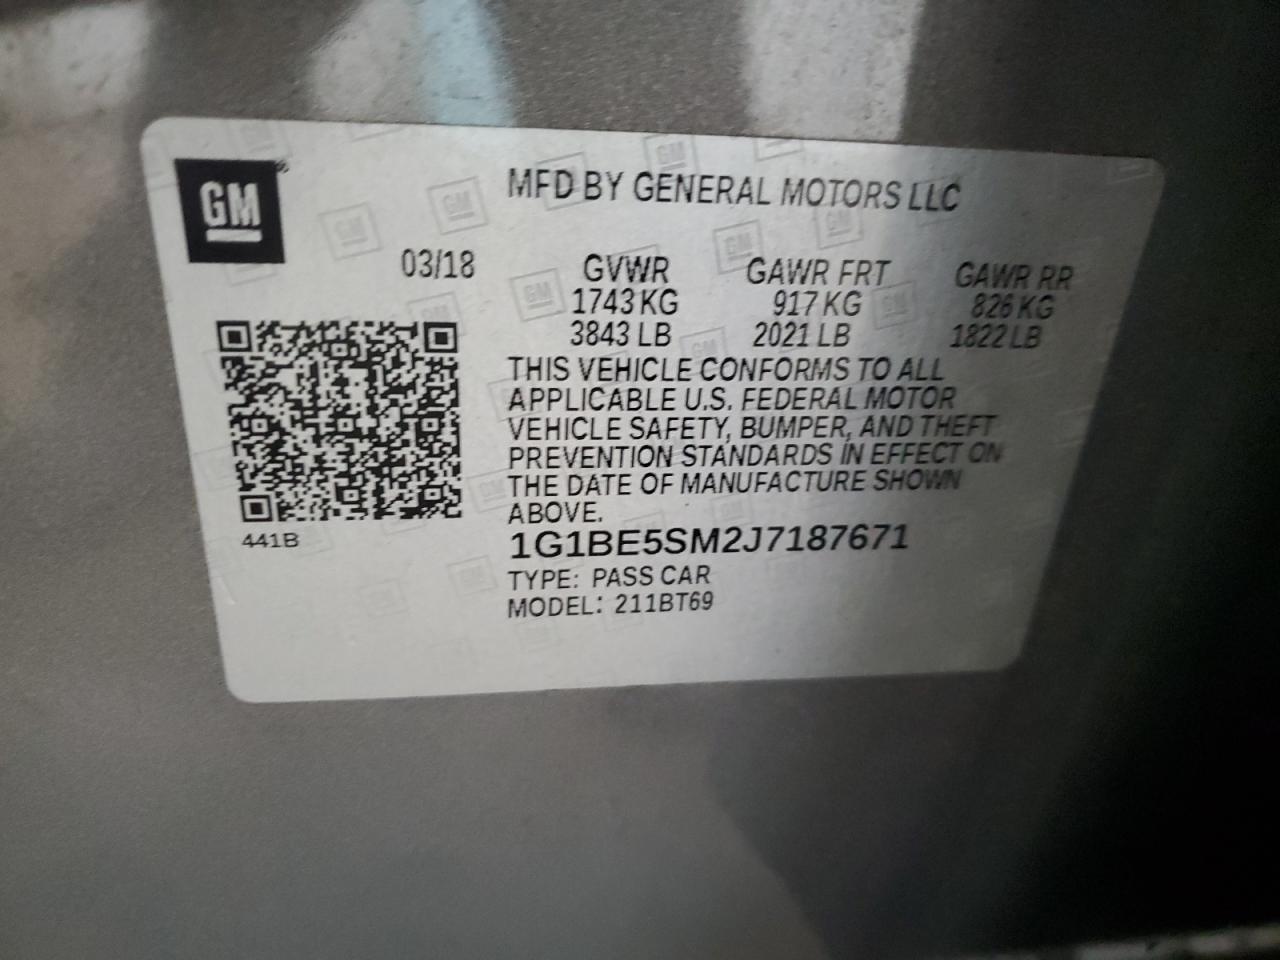 GM®
MFD BY GENERAL MOTORS LLC
03/18
GVWR GAWR FRT GAWR RR
1743 KG 917 KG 826 KG
3843 LB 2021 LB 1822 LB
THIS VEHICLE CONFORMS TO ALL
APPLICABLE U.S. FEDERAL MOTOR
VEHICLE SAFETY, BUMPER, AND THEFT
PREVENTION STANDARDS IN EFFECT ON
THE DATE OF MANUFACTURE SHOWN
ABOVE.
441B
1G1BE5SM2J7187671
TYPE: PASS CAR
MODEL: 211BT69